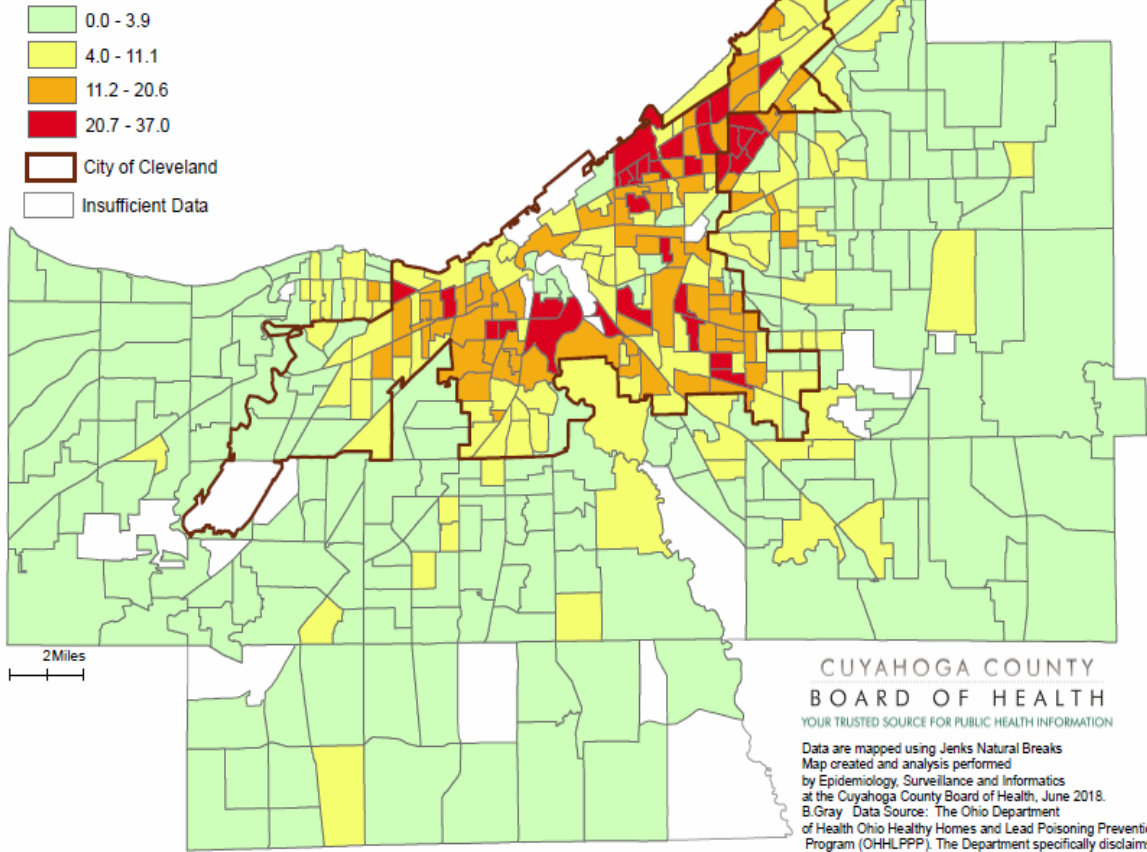 0.0 - 3.9
4.0 - 11.1
11.2 - 20.6
20.7 - 37.0
City of Cleveland
Insufficient Data
2Miles
CUYAHOGA COUNTY
BOARD OF HEALTH
YOUR TRUSTED SOURCE FOR PUBLIC HEALTH INFORMATION
Data are mapped using Jenks Natural Breaks
Map created and analysis performed
by Epidemiology, Surveillance and Informatics
at the Cuyahoga County Board of Health, June 2018.
B.Gray Data Source: The Ohio Department
of Health Ohio Healthy Homes and Lead Poisoning Preventi
Program (OHHLPPP). The Department specifically disclaim